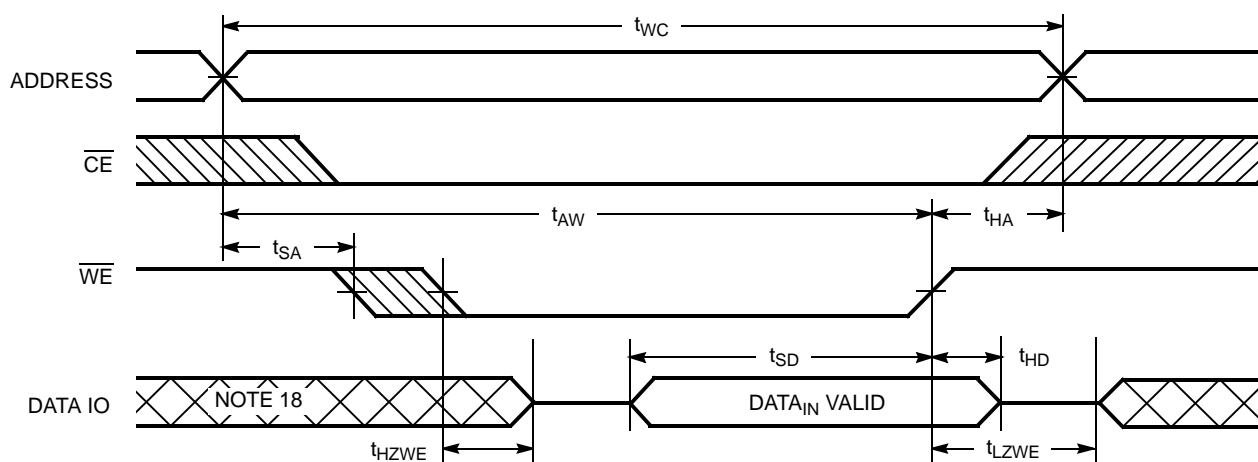 tWC
ADDRESS
CE
tAW
tHA
tSA
WE
tSD
tHD
DATA IO
NOTE 18
DATAIN VALID
tHZWE
tLZWE